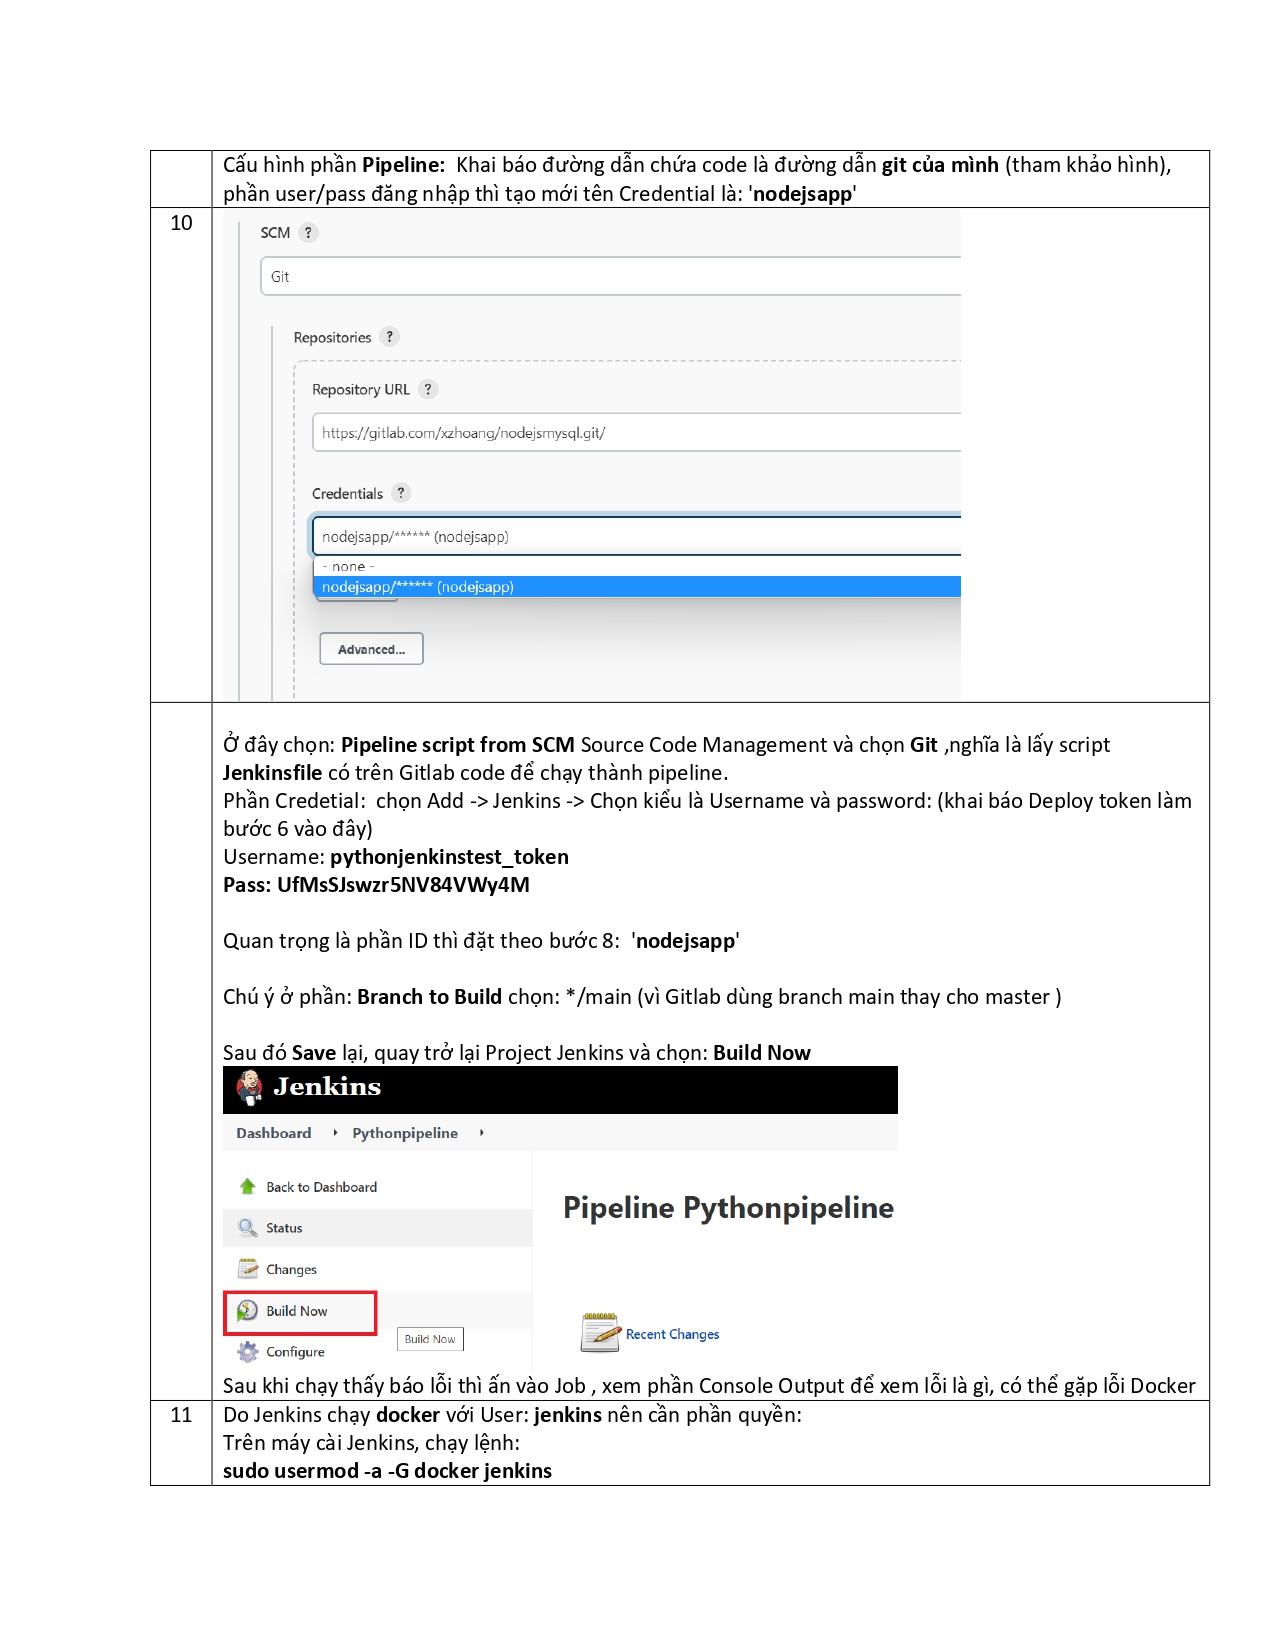 Cấu hình phần Pipeline:  Khai báo đường dẫn chứa code là đường dẫn git của mình (tham khảo hình),
phần user/pass đăng nhập thì tạo mới tên Credential là: 'nodejsapp'
10
SCM ?
Git
Repositories ?
Repository URL ?
https://gitlab.com/xzhoang/nodejsmysql.git/
Credentials ?
nodejsapp/****** (nodejsapp)
- none -
nodejsapp/****** (nodejsapp)
Advanced...
Ở đây chọn: Pipeline script from SCM Source Code Management và chọn Git ,nghĩa là lấy script
Jenkinsfile có trên Gitlab code để chạy thành pipeline.
Phần Credetial:  chọn Add -> Jenkins -> Chọn kiểu là Username và password: (khai báo Deploy token làm
bước 6 vào đây)
Username: pythonjenkinstest_token
Pass: UfMsSJswzr5NV84VWy4M
Quan trọng là phần ID thì đặt theo bước 8:  'nodejsapp'
Chú ý ở phần: Branch to Build chọn: */main (vì Gitlab dùng branch main thay cho master )
Sau đó Save lại, quay trở lại Project Jenkins và chọn: Build Now
Jenkins
Dashboard
Pythonpipeline
Back to Dashboard
Status
Changes
Build Now
Configure
Build Now
Pipeline Pythonpipeline
Recent Changes
Sau khi chạy thấy báo lỗi thì ấn vào Job , xem phần Console Output để xem lỗi là gì, có thể gặp lỗi Docker
11
Do Jenkins chạy docker với User: jenkins nên cần phân quyền:
Trên máy cài Jenkins, chạy lệnh:
sudo usermod -a -G docker jenkins